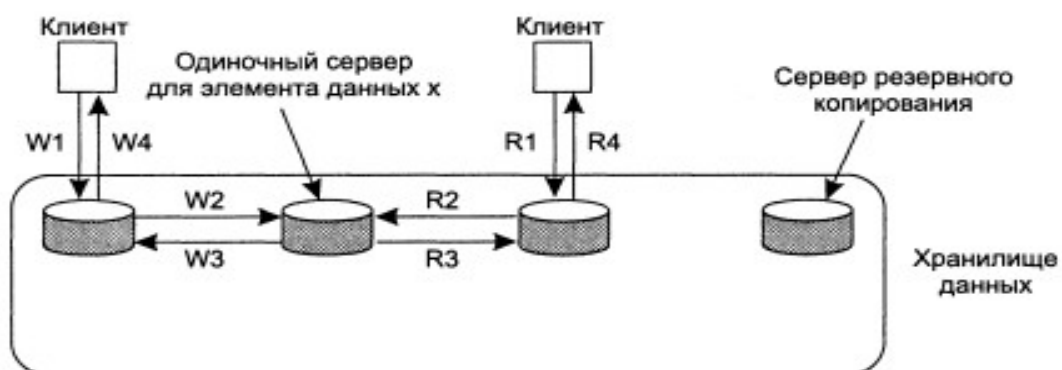 Клиент
Клиент
Одиночный сервер
для элемента данных x
Сервер резервного
копирования
W1
W4
R1
R4
W2
R2
W3
R3
Хранилище
данных